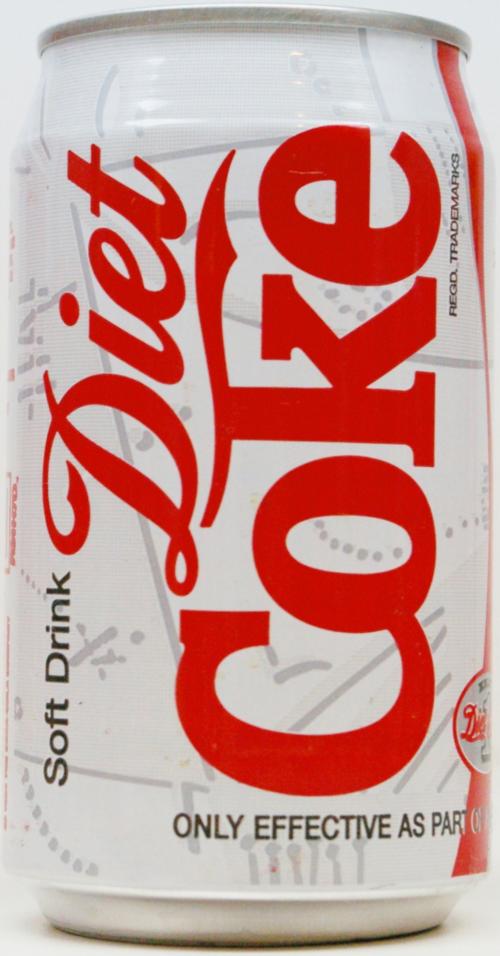 Soft Drink
Diet
Coke
REGD. TRADEMARKS
ONLY EFFECTIVE AS PART